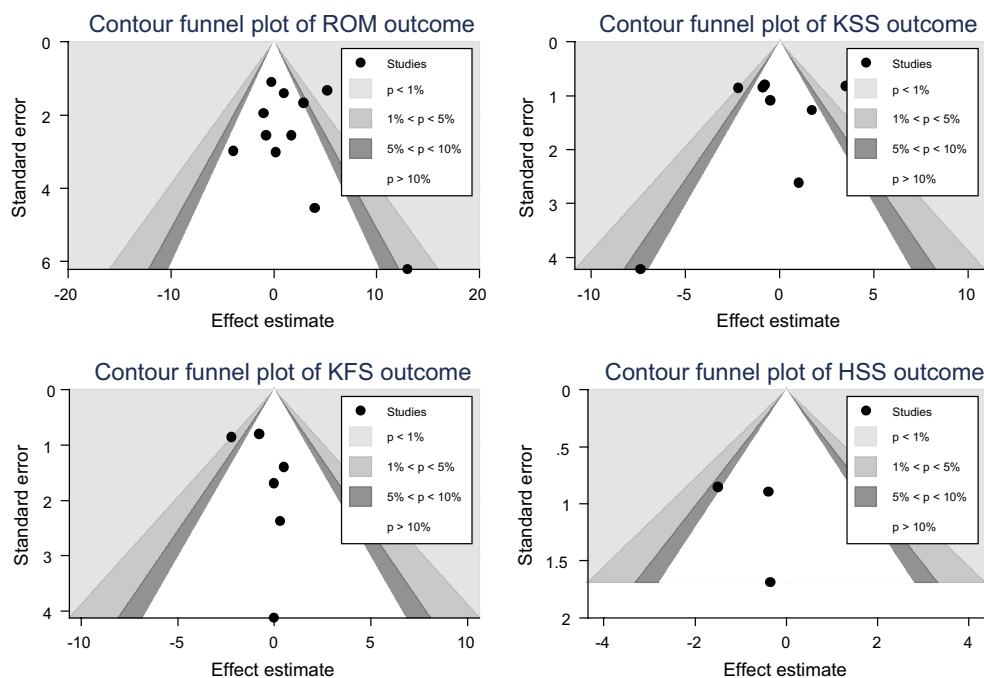 Contour funnel plot of ROM outcome
0
2
4
6
Standard error
-20
-10
0
10
20
Effect estimate
Studies
p < 1%
1% < p < 5%
5% < p < 10%
p > 10%
Contour funnel plot of KSS outcome
0
1
2
3
4
Standard error
-10
-5
0
5
10
Effect estimate
Studies
p < 1%
1% < p < 5%
5% < p < 10%
p > 10%
Contour funnel plot of KFS outcome
0
1
2
3
4
Standard error
-10
-5
0
5
10
Effect estimate
Studies
p < 1%
1% < p < 5%
5% < p < 10%
p > 10%
Contour funnel plot of HSS outcome
0
.5
1
1.5
2
Standard error
-4
-2
0
2
4
Effect estimate
Studies
p < 1%
1% < p < 5%
5% < p < 10%
p > 10%